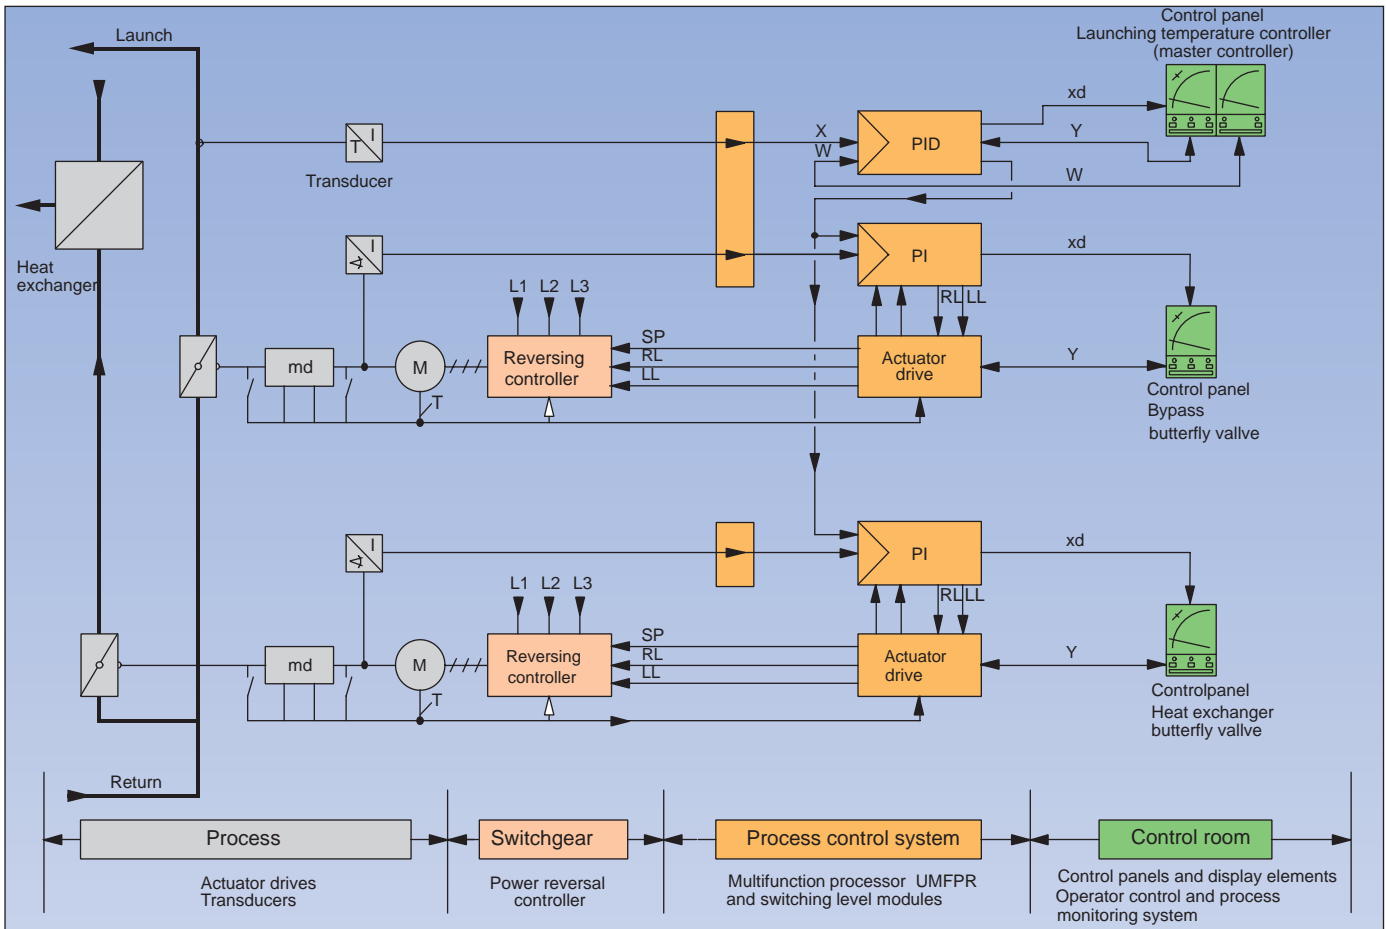 Control panel
Launching temperature controller
(master controller)
Launch
xd
X
Y
W
PID
W
T I
Transducer
I
PI
xd
Heat
exchanger
L1 L2 L3
RL LL
SP
RL
LL
md
M
Reversing
controller
Actuator
drive
Y
T
Control panel
Bypass
butterfly vallve
I
PI
xd
L1 L2 L3
RL LL
SP
RL
LL
md
M
Reversing
controller
Actuator
drive
Y
T
Controlpanel
Heat exchanger
butterfly vallve
Return
Process
Switchgear
Process control system
Control room
Actuator drives
Transducers
Power reversal
controller
Multifunction processor UMFPR
and switching level modules
Control panels and display elements
Operator control and process
monitoring system